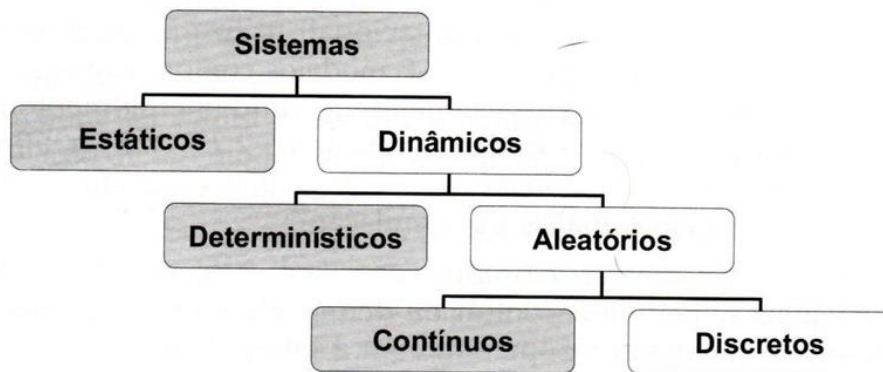 Sistemas
Estáticos
Dinâmicos
Determinísticos
Aleatórios
Contínuos
Discretos